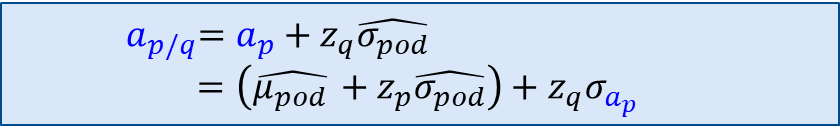 a_{p/q} = a_p + z_q \widehat{\sigma_{pod}}
= (\widehat{\mu_{pod}} + z_p \widehat{\sigma_{pod}}) + z_q \sigma_{a_p}